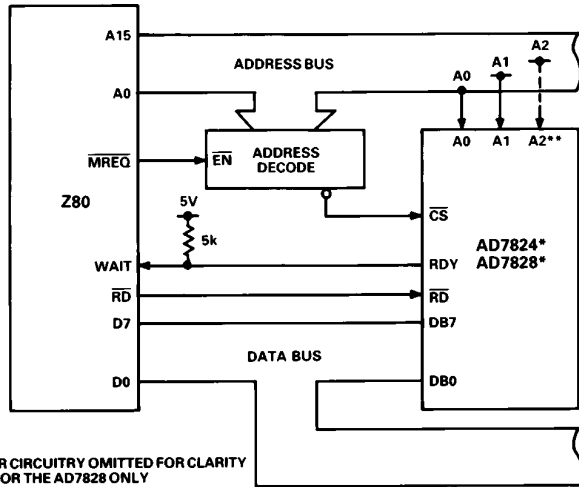 A15
ADDRESS BUS
A2
A1
A0
A0
MREQ
EN
ADDRESS
DECODE
A0
A1
A2**
Z80
5V
5k
CS
AD7824*
AD7828*
WAIT
RDY
RD
RD
D7
DB7
DATA BUS
D0
DB0
R CIRCUITRY OMITTED FOR CLARITY
OR THE AD7828 ONLY